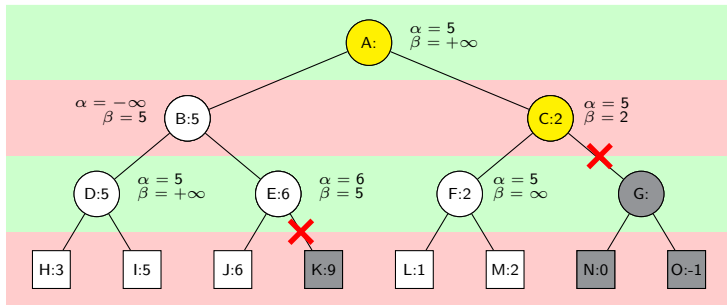 A:
α = 5
β = +∞
α = −∞
β = 5
B:5
C:2
α = 5
β = 2
D:5
α = 5
β = +∞
E:6
α = 6
β = 5
F:2
α = 5
β = ∞
G:
H:3
I:5
J:6
K:9
L:1
M:2
N:0
O:-1